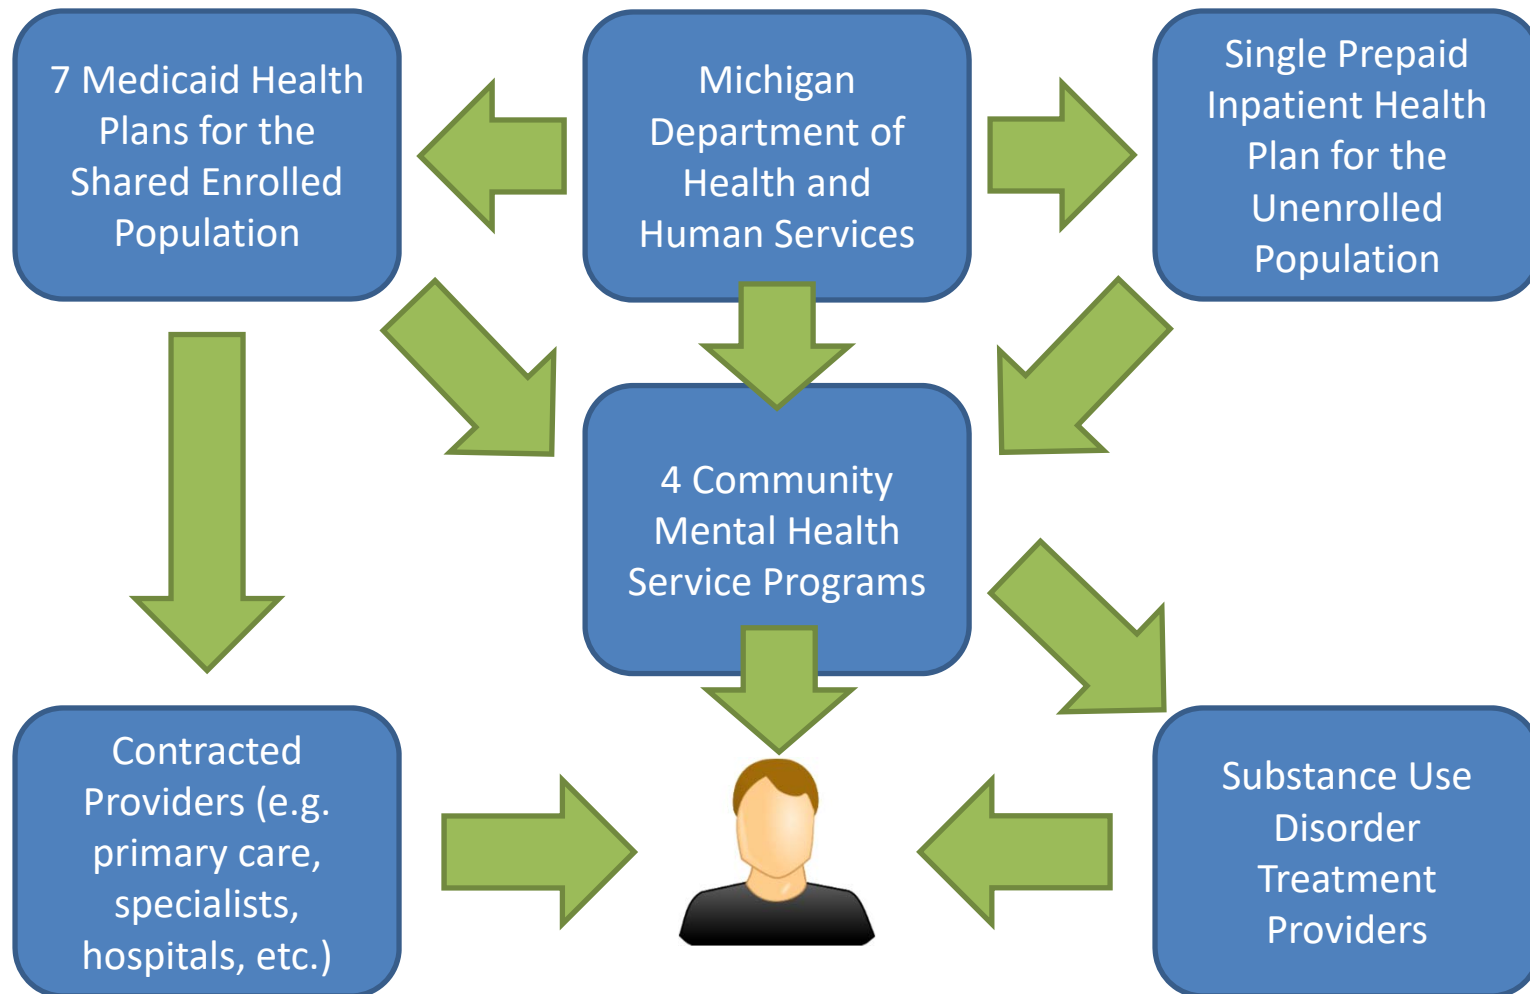 7 Medicaid Health
Plans for the
Shared Enrolled
Population
Michigan
Department of
Health and
Human Services
Single Prepaid
Inpatient Health
Plan for the
Unenrolled
Population
4 Community
Mental Health
Service Programs
Contracted
Providers (e.g.
primary care,
specialists,
hospitals, etc.)
Substance Use
Disorder
Treatment
Providers